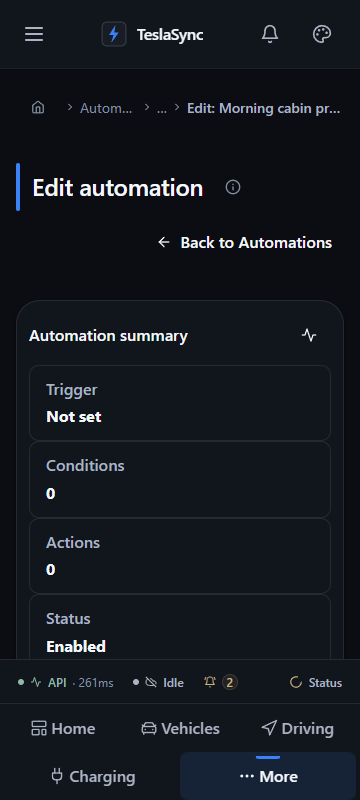 TeslaSync
Autom... > ... > Edit: Morning cabin pr...
Edit automation
← Back to Automations
Automation summary
Trigger
Not set
Conditions
0
Actions
0
Status
Enabled
API · 261ms Idle 2 Status
Home Vehicles Driving
Charging ··· More